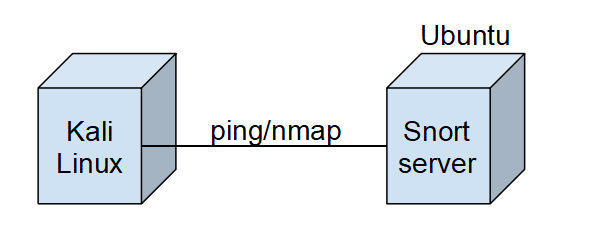 Ubuntu
Kali
Linux
ping/nmap
Snort
server